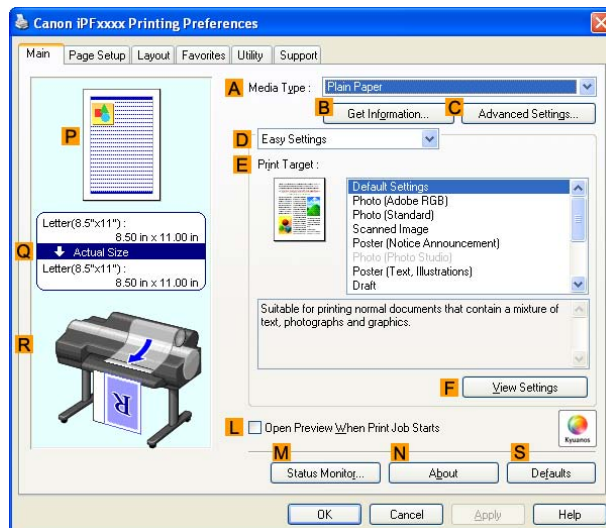 Canon iPFxxxx Printing Preferences
Main Page Setup Layout Favorites Utility Support
P
Letter(8.5"x11") :
8.50 in x 11.00 in
Q Actual Size
Letter(8.5"x11") :
8.50 in x 11.00 in
R
R
A Media Type : Plain Paper
B C
Get Information... Advanced Settings...
D Easy Settings
E Print Target :
Default Settings
Photo (Adobe RGB)
Photo (Standard)
Scanned Image
Poster (Notice Announcement)
Photo (Photo Studio)
Poster (Text, Illustrations)
Draft
Suitable for printing normal documents that contain a mixture of
text, photographs and graphics.
F View Settings
L Open Preview When Print Job Starts
Kyuanos
M N S
Status Monitor... About Defaults
OK Cancel Apply Help